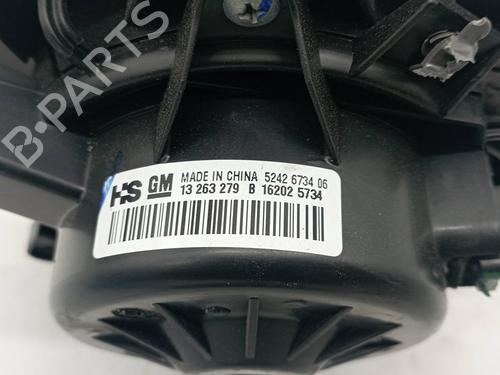 B-PARTS
HS GM MADE IN CHINA 5242 6734 06
13 263 279 B 16202 5734